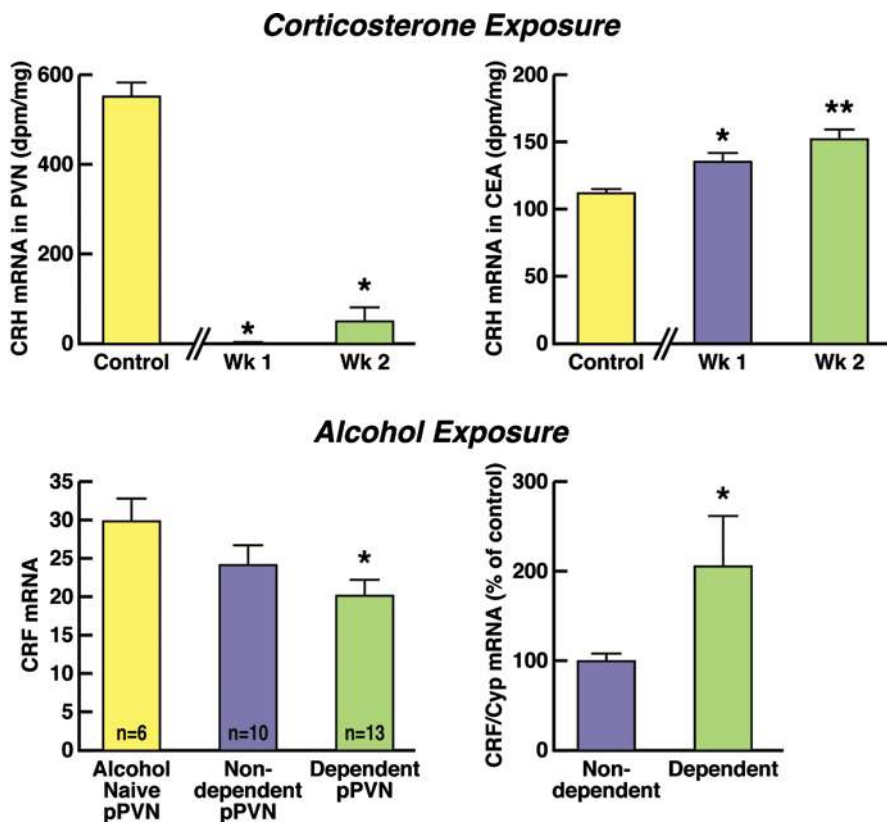 Corticosterone Exposure
CRH mRNA in PVN (dpm/mg)
600
400
200
0
*
*
Control
Wk 1
Wk 2
CRH mRNA in CEA (dpm/mg)
200
150
100
50
0
*
**
Control
Wk 1
Wk 2
Alcohol Exposure
CRF mRNA
35
30
25
20
15
10
5
0
*
n=6
n=10
n=13
Alcohol
Naive
pPVN
Non-
dependent
pPVN
Dependent
pPVN
CRF/Cyp mRNA (% of control)
300
200
100
0
*
Non-
dependent
Dependent